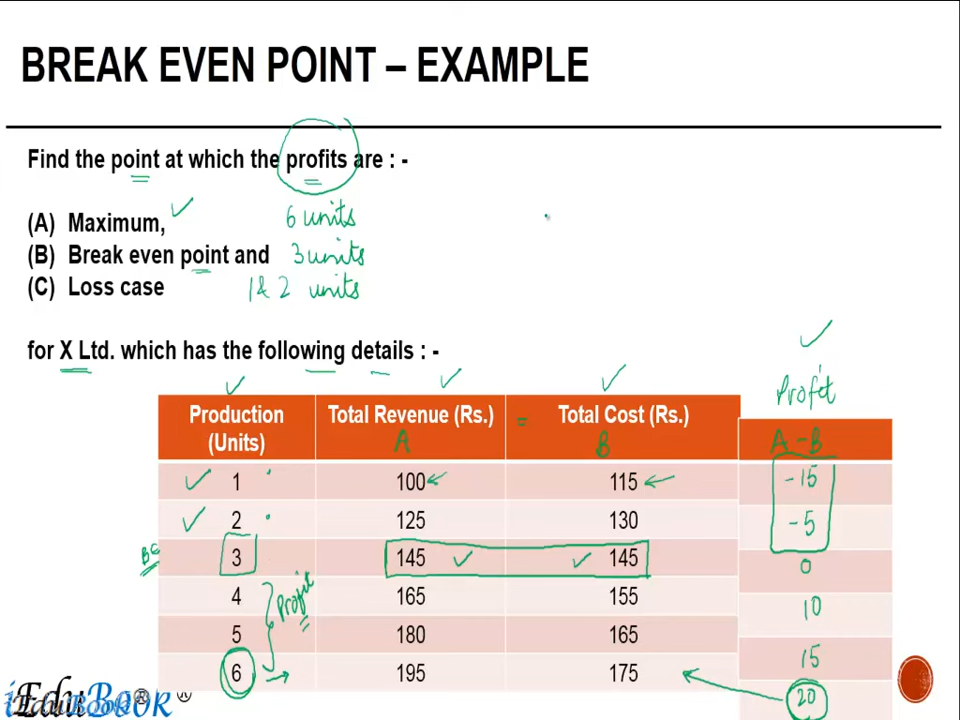 BREAK EVEN POINT – EXAMPLE
Find the point at which the profits are : -
(A) Maximum, 6 units
(B) Break even point and 3 units
(C) Loss case 1 & 2 units
for X Ltd. which has the following details : -
Profit
Production (Units) Total Revenue (Rs.) A = Total Cost (Rs.) B A - B
1 100 115 -15
2 125 130 -5
BE 3 145 145 0
4 165 155 10
Profit
5 180 165 15
6 195 175 20
iEduBook®